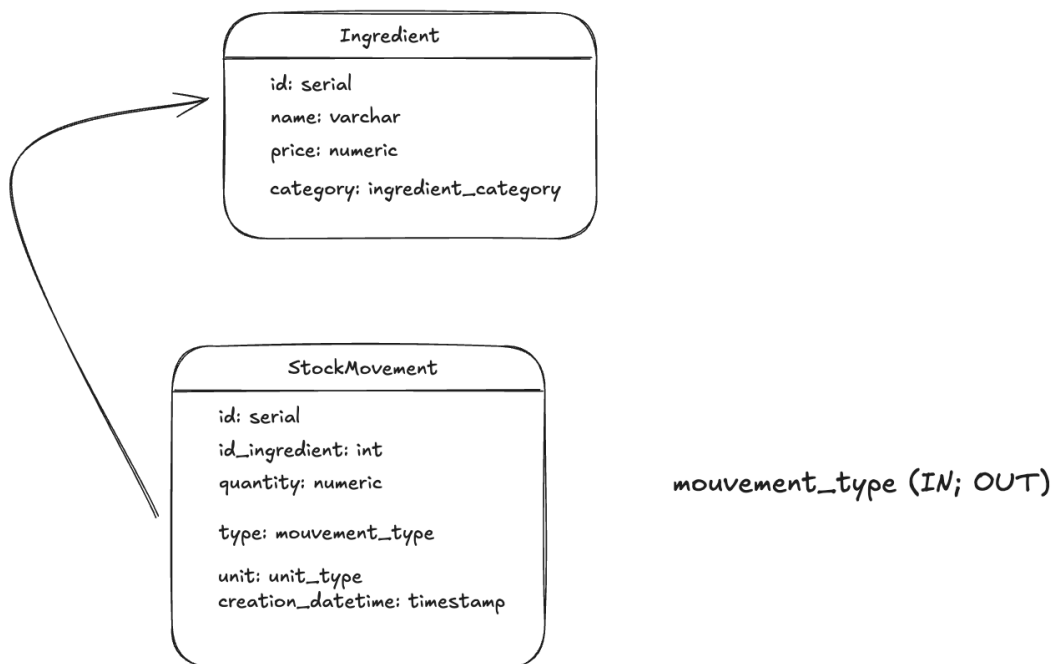 Ingredient
id: serial
name: varchar
price: numeric
category: ingredient_category
StockMovement
id: serial
id_ingredient: int
quantity: numeric
type: mouvement_type
unit: unit_type
creation_datetime: timestamp
mouvement_type (IN; OUT)